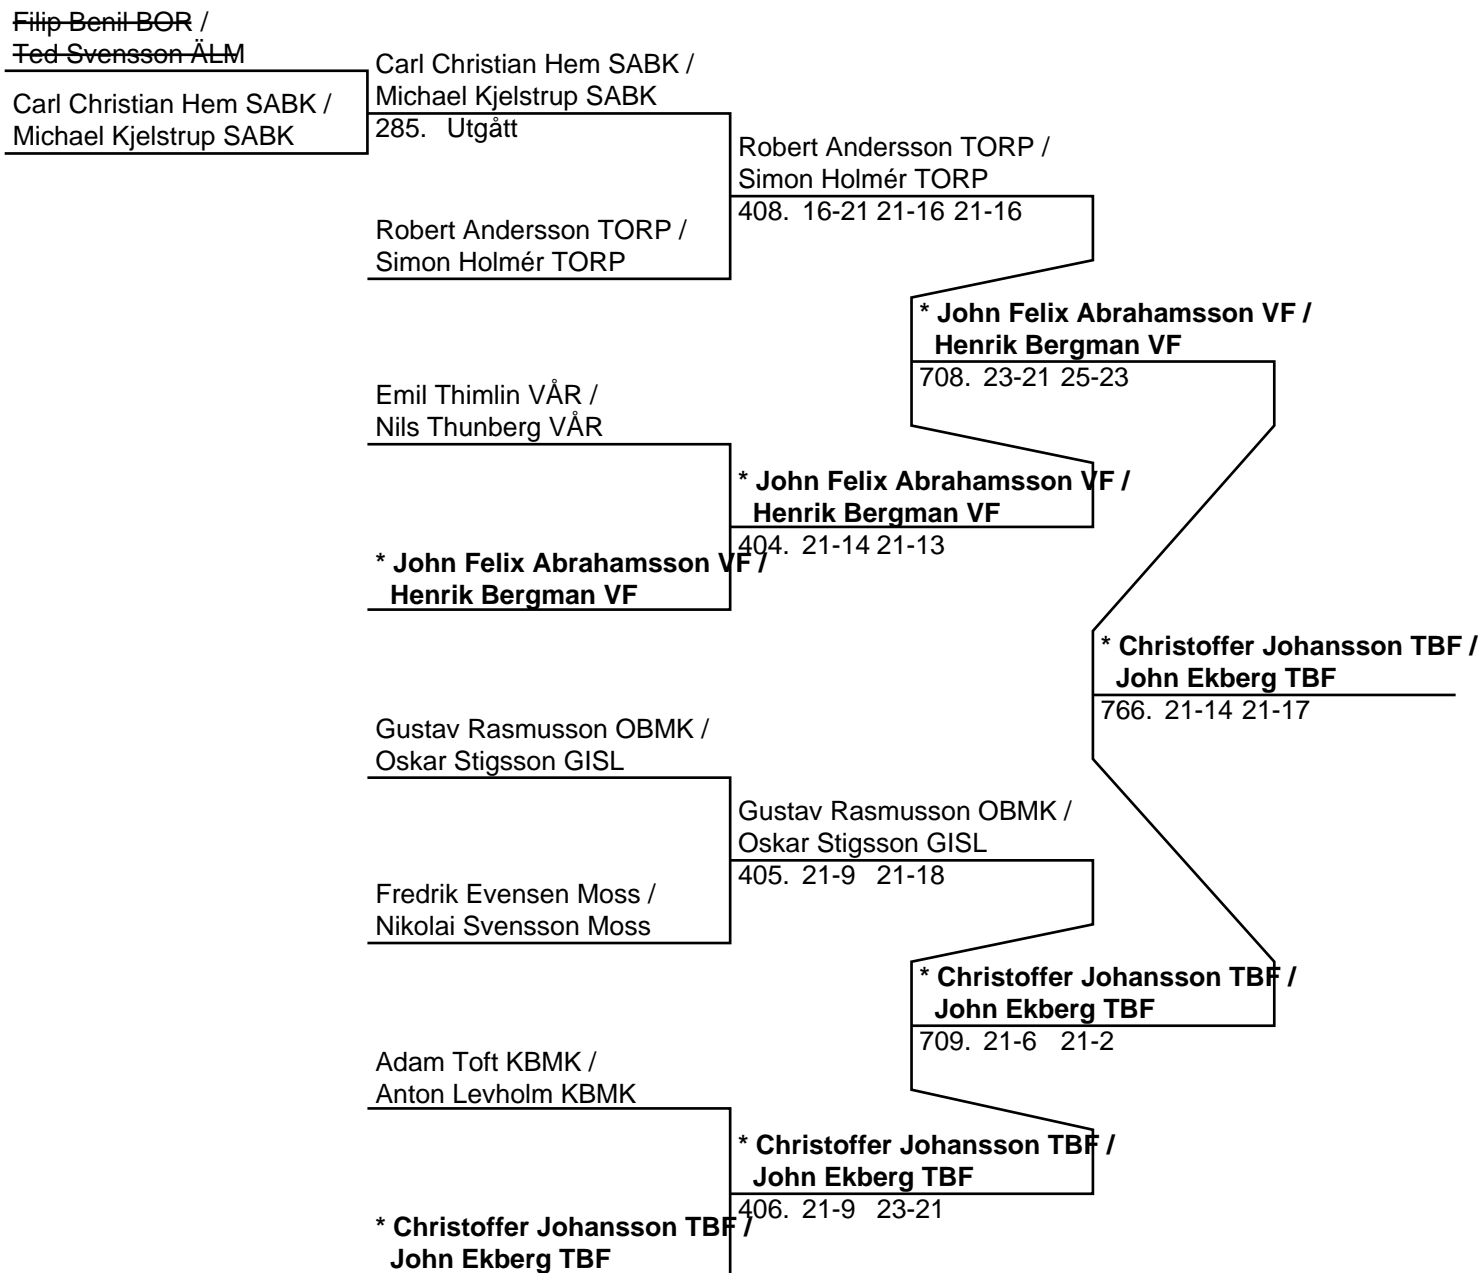 Filip Benil BOR /
Ted Svensson ÄLM
Carl Christian Hem SABK /
Michael Kjelstrup SABK
Carl Christian Hem SABK /
Michael Kjelstrup SABK
285. Utgått
Robert Andersson TORP /
Simon Holmér TORP
Robert Andersson TORP /
Simon Holmér TORP
408. 16-21 21-16 21-16
Emil Thimlin VÅR /
Nils Thunberg VÅR
* John Felix Abrahamsson VF /
Henrik Bergman VF
* John Felix Abrahamsson VF /
Henrik Bergman VF
404. 21-14 21-13
* John Felix Abrahamsson VF /
Henrik Bergman VF
708. 23-21 25-23
Gustav Rasmusson OBMK /
Oskar Stigsson GISL
Fredrik Evensen Moss /
Nikolai Svensson Moss
Gustav Rasmusson OBMK /
Oskar Stigsson GISL
405. 21-9 21-18
Adam Toft KBMK /
Anton Levholm KBMK
* Christoffer Johansson TBF /
John Ekberg TBF
* Christoffer Johansson TBF /
John Ekberg TBF
406. 21-9 23-21
* Christoffer Johansson TBF /
John Ekberg TBF
709. 21-6 21-2
* Christoffer Johansson TBF /
John Ekberg TBF
766. 21-14 21-17